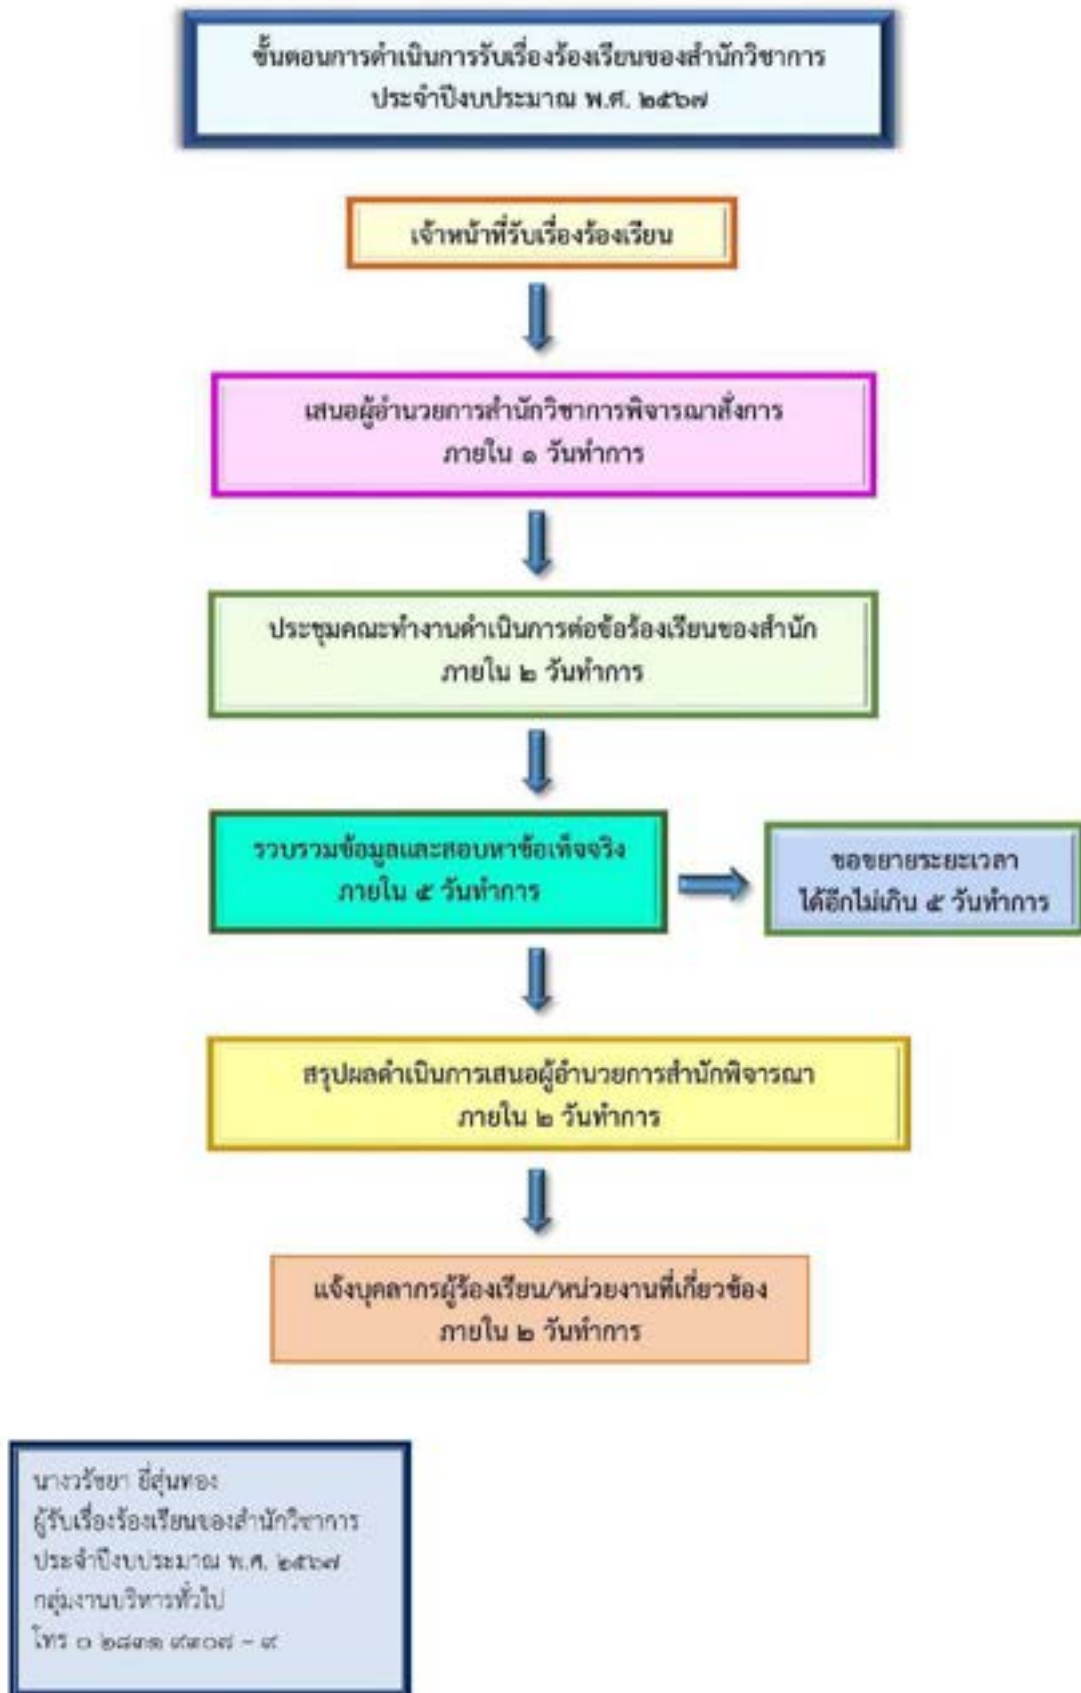 ขั้นตอนการดำเนินการรับเรื่องร้องเรียนของสำนักวิชาการ
ประจำปีงบประมาณ พ.ศ. ๒๕๖๗
เจ้าหน้าที่รับเรื่องร้องเรียน
เสนอผู้อำนวยการสำนักวิชาการพิจารณาสั่งการ
ภายใน ๑ วันทำการ
ประชุมคณะทำงานดำเนินการต่อข้อร้องเรียนของสำนัก
ภายใน ๒ วันทำการ
รวบรวมข้อมูลและสอบหาข้อเท็จจริง
ภายใน ๕ วันทำการ
ขอขยายระยะเวลา
ได้อีกไม่เกิน ๕ วันทำการ
สรุปผลดำเนินการเสนอผู้อำนวยการสำนักพิจารณา
ภายใน ๒ วันทำการ
แจ้งบุคลากรผู้ร้องเรียน/หน่วยงานที่เกี่ยวข้อง
ภายใน ๒ วันทำการ
นางวรัชยา ยี่สุ่นทอง
ผู้รับเรื่องร้องเรียนของสำนักวิชาการ
ประจำปีงบประมาณ พ.ศ. ๒๕๖๗
กลุ่มงานบริหารทั่วไป
โทร ๐